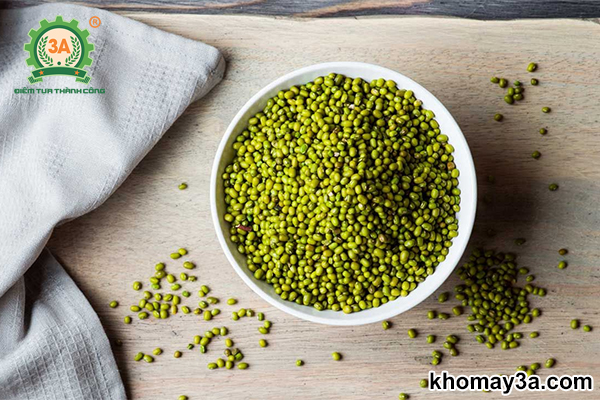 3A
®
ĐIỂM TỰA THÀNH CÔNG
khomay3a.com